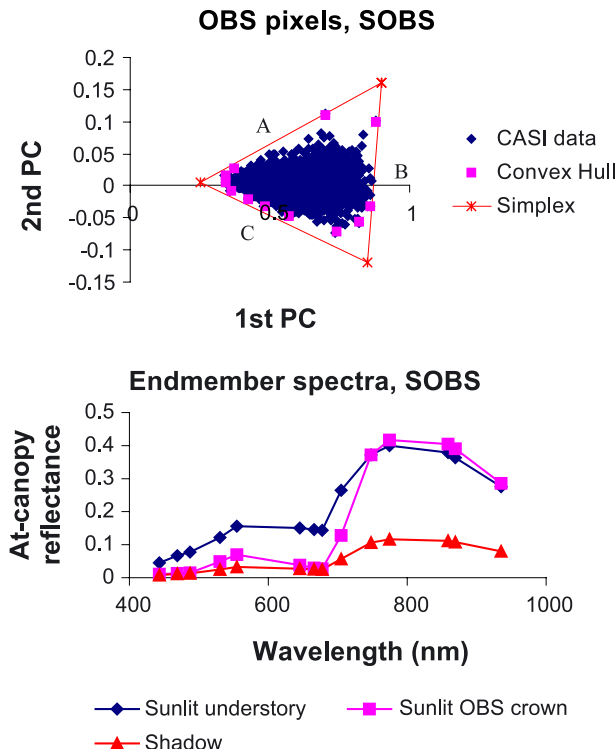 OBS pixels, SOBS
0.2
0.15
0.1
0.05
0
-0.05
-0.1
-0.15
2nd PC
A
B
C
0
0.5
1
1st PC
CASI data
Convex Hull
Simplex
Endmember spectra, SOBS
At-canopy
reflectance
0.5
0.4
0.3
0.2
0.1
0
400
600
800
1000
Wavelength (nm)
Sunlit understory
Sunlit OBS crown
Shadow